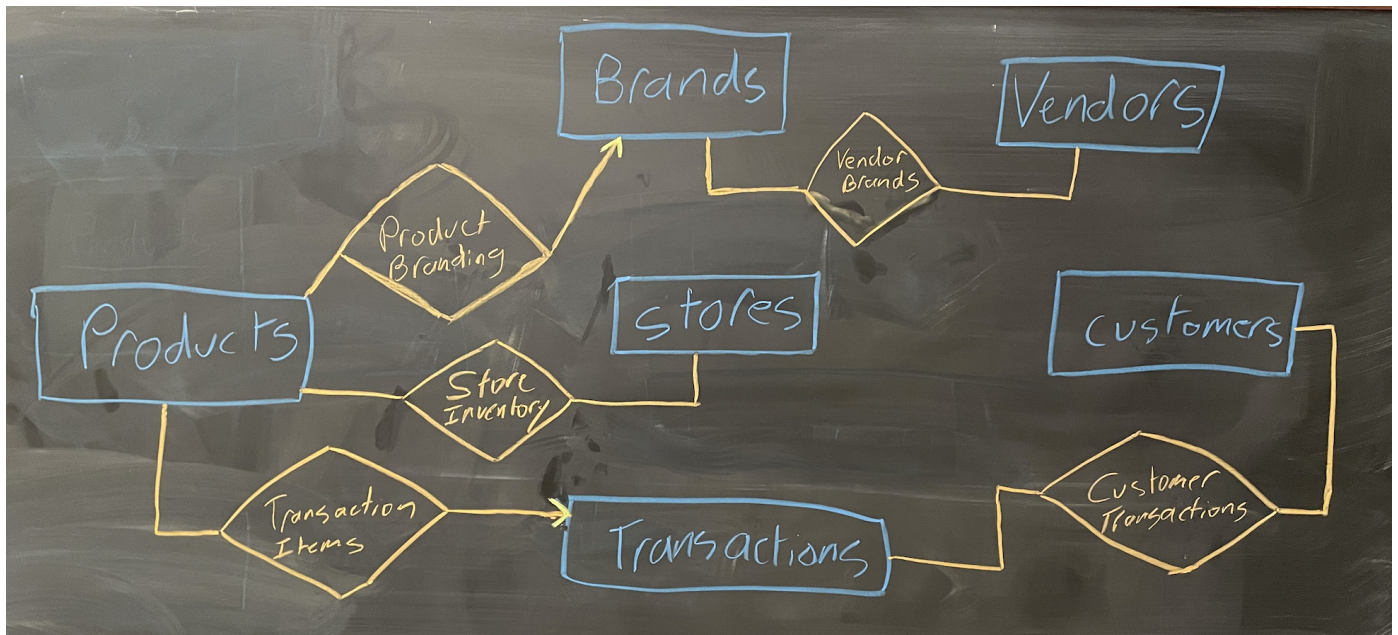 Brands
Vendors
Vendor
Brands
Product
Branding
Products
stores
customers
Store
Inventory
Transaction
Items
Transactions
Customer
Transactions